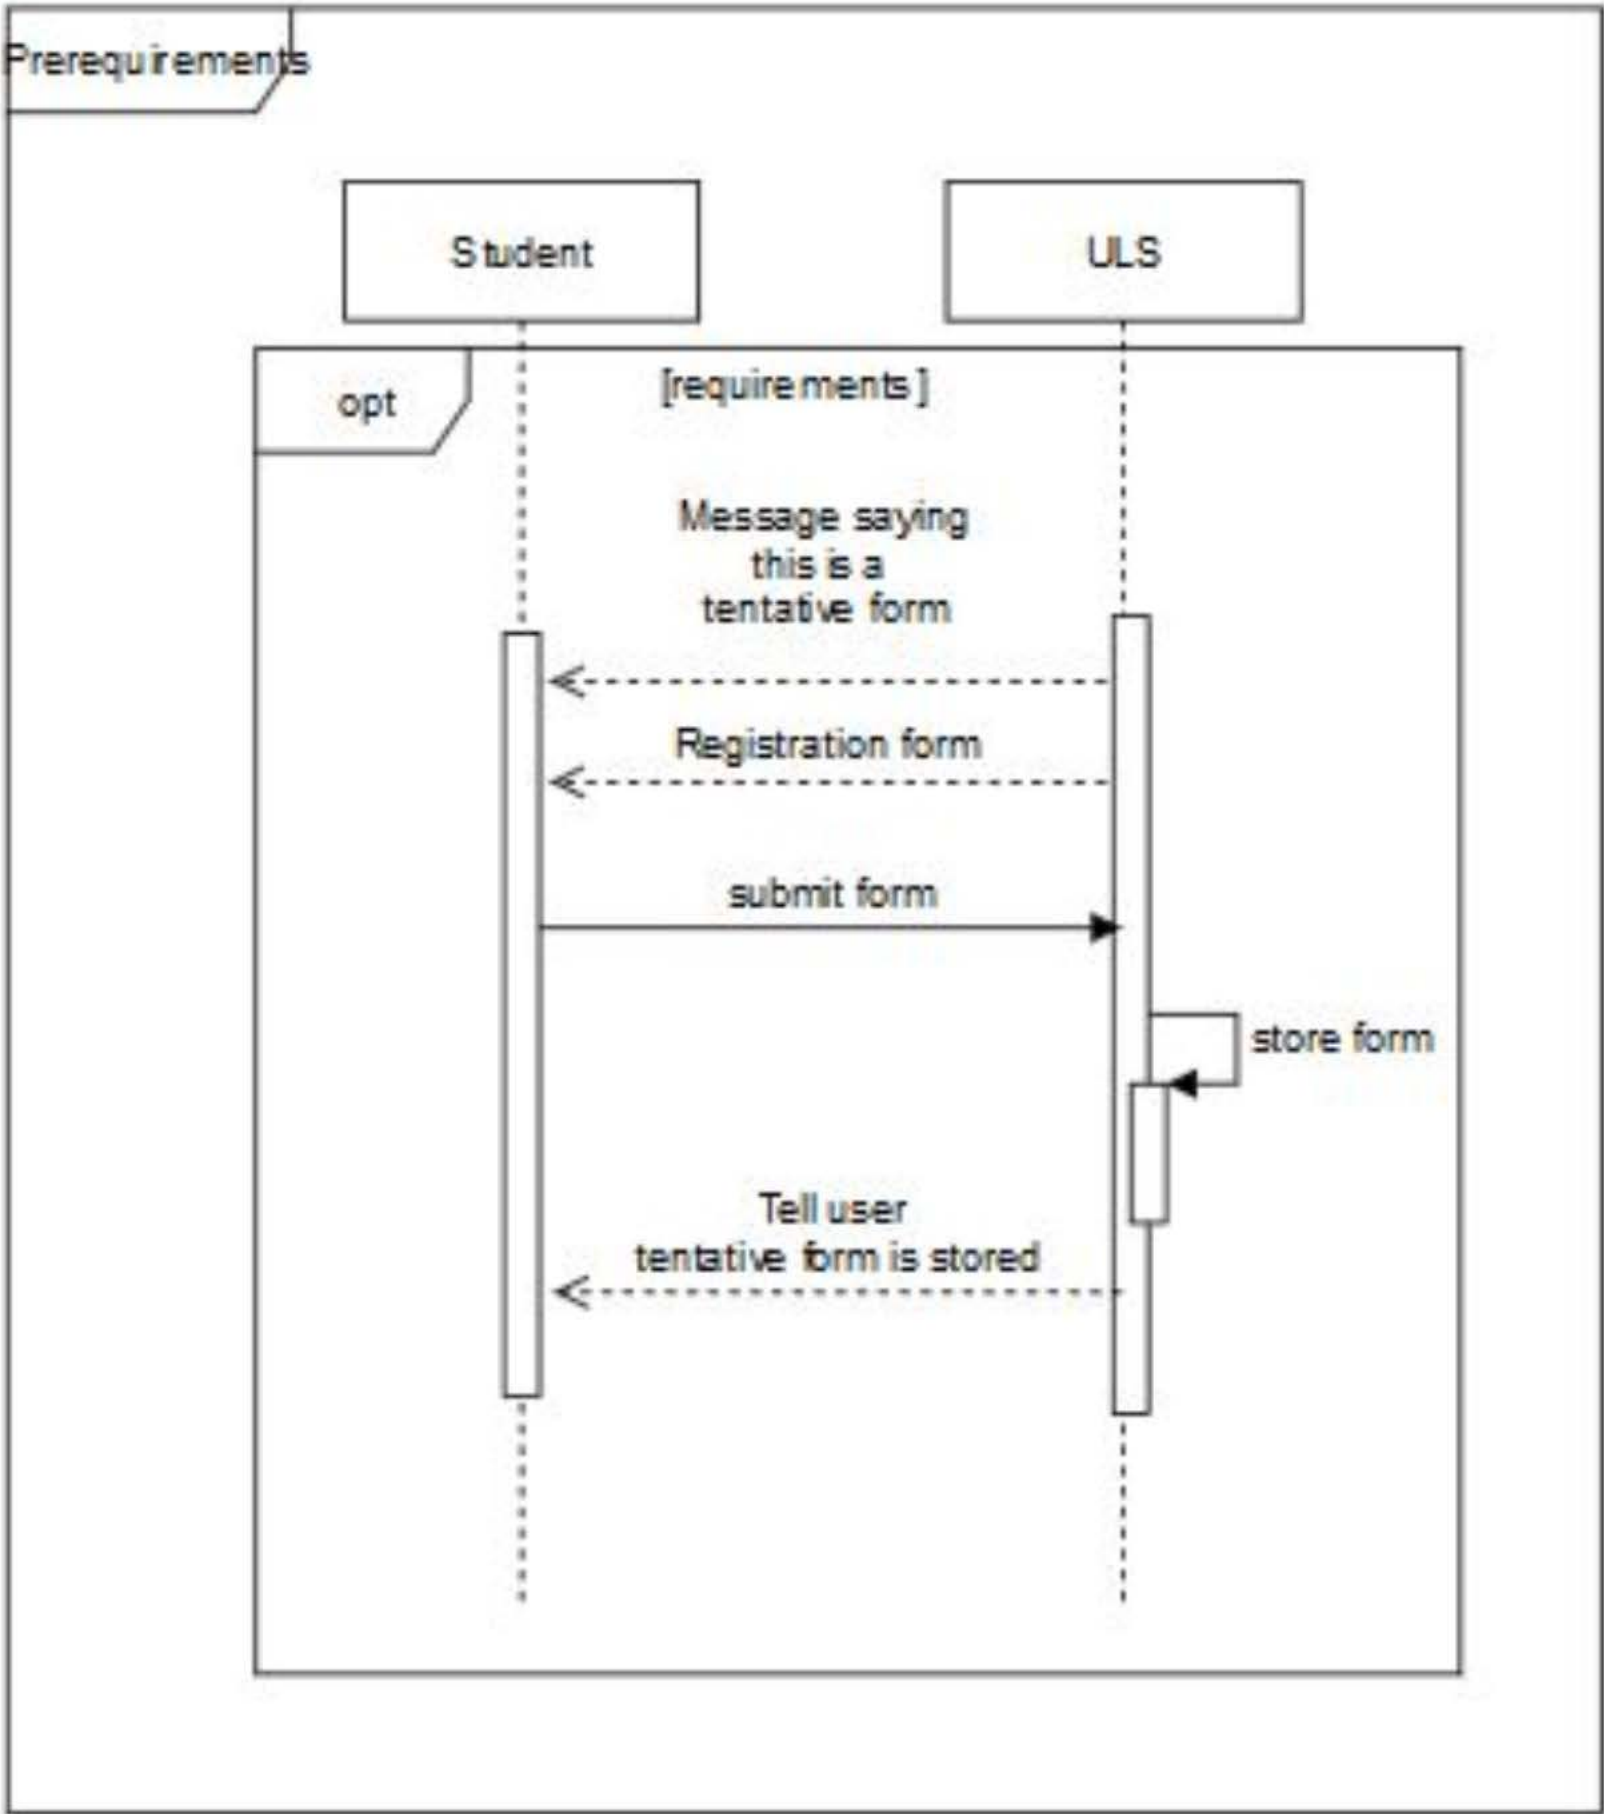 Prerequirements
Student
ULS
opt
[requirements]
Message saying
this is a
tentative form
Registration form
submit form
store form
Tell user
tentative form is stored